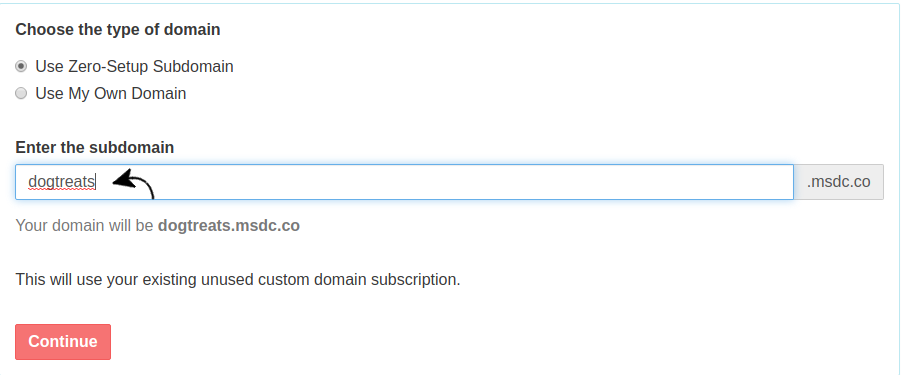 Choose the type of domain
Use Zero-Setup Subdomain
Use My Own Domain
Enter the subdomain
dogtreats .msdc.co
Your domain will be dogtreats.msdc.co
This will use your existing unused custom domain subscription.
Continue